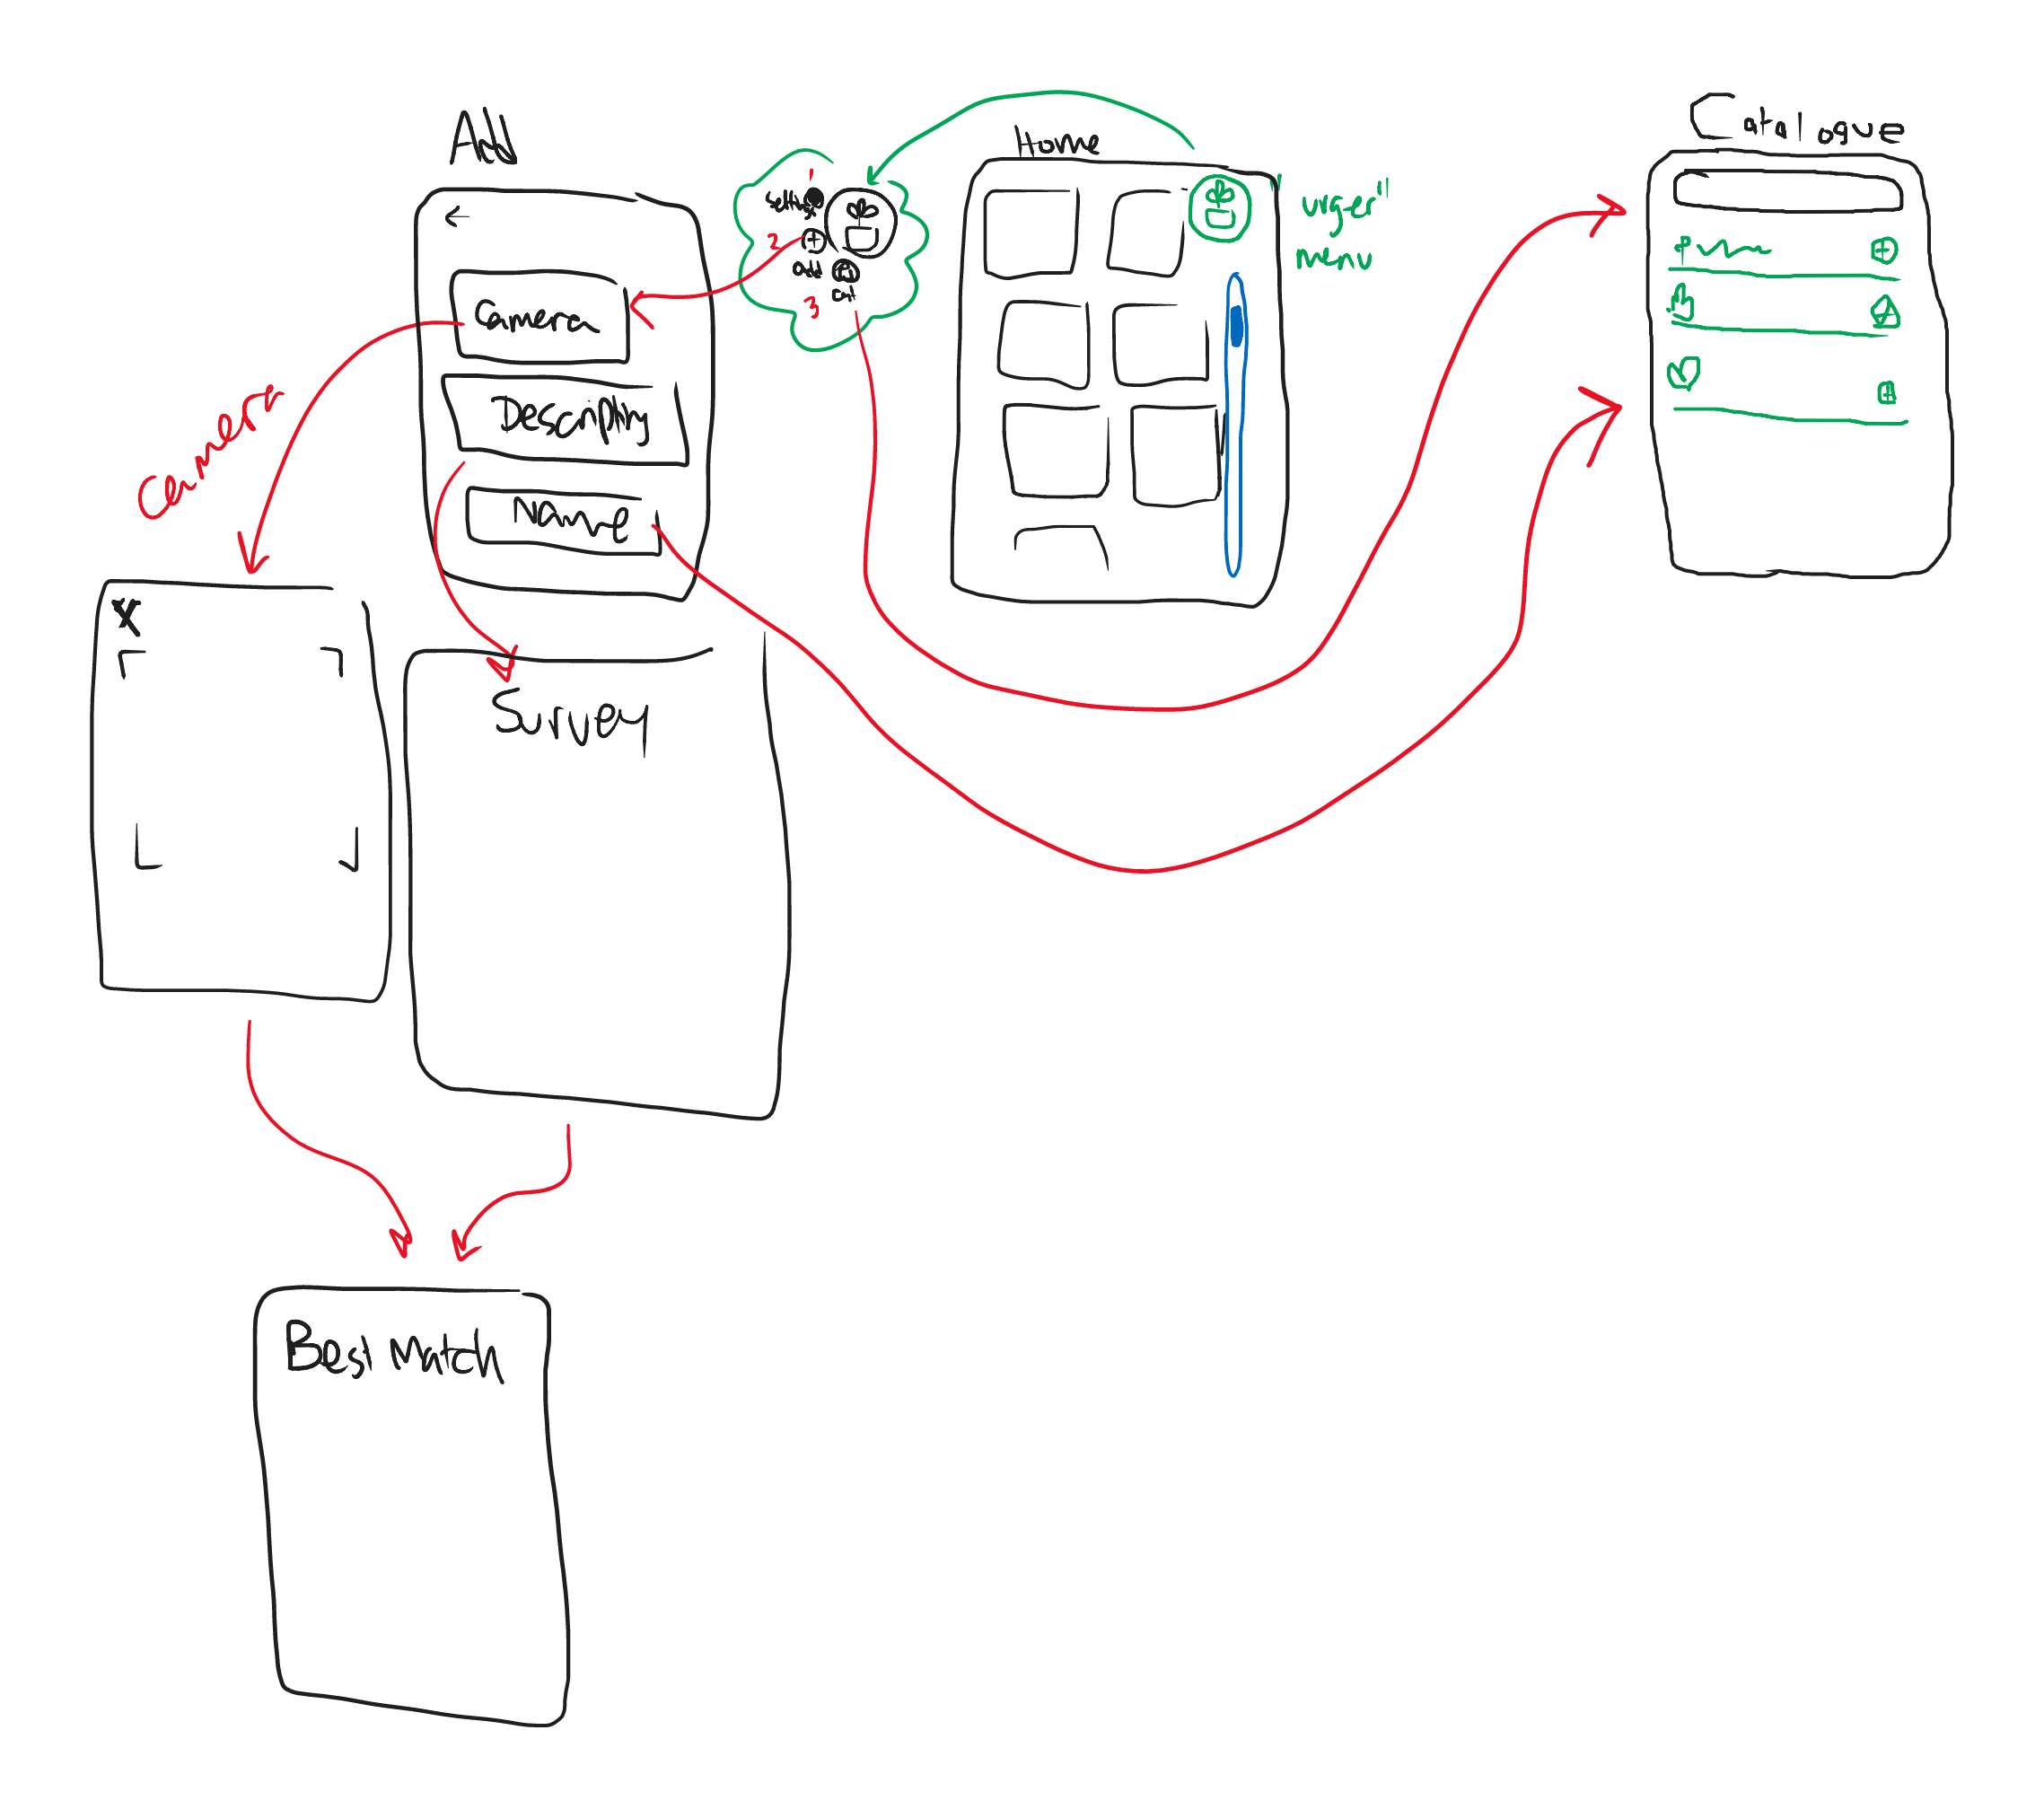 Add
Home
Catalogue
1
Settings
2
add
3
cat
"urger"
menu
←
Camera
Description
Name
Camera
X
Survey
Best Match